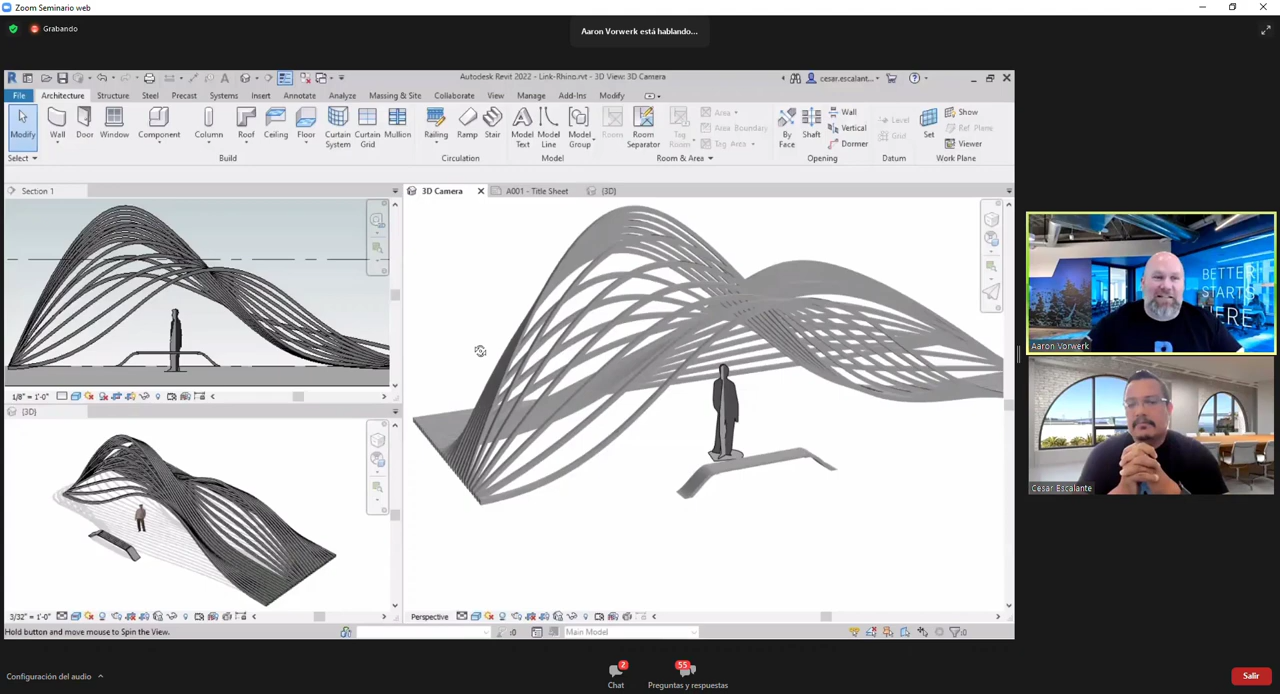 Zoom Seminario web
Grabando
Aaron Vorwerk está hablando...
Autodesk Revit 2022 - Link-Rhino.rvt - 3D View: 3D Camera
cesar.escalant...
File
Architecture
Structure
Steel
Precast
Systems
Insert
Annotate
Analyze
Massing & Site
Collaborate
View
Manage
Add-Ins
Modify
Modify
Wall
Door
Window
Component
Column
Roof
Ceiling
Floor
Curtain System
Curtain Grid
Mullion
Railing
Ramp
Stair
Model Text
Model Line
Model Group
Room
Room Separator
Tag Room
Area
Area Boundary
Tag Area
By Face
Shaft
Wall
Vertical
Dormer
Level
Grid
Set
Show
Ref Plane
Viewer
Select
Build
Circulation
Model
Room & Area
Opening
Datum
Work Plane
Section 1
3D Camera
A001 - Title Sheet
{3D}
1/8" = 1'-0"
{3D}
3/32" = 1'-0"
Perspective
Hold button and move mouse to Spin the View.
:0
Main Model
:0
BETTER
STARTS
HERE
Aaron Vorwerk
Cesar Escalante
Configuración del audio
2
Chat
55
Preguntas y respuestas
Salir